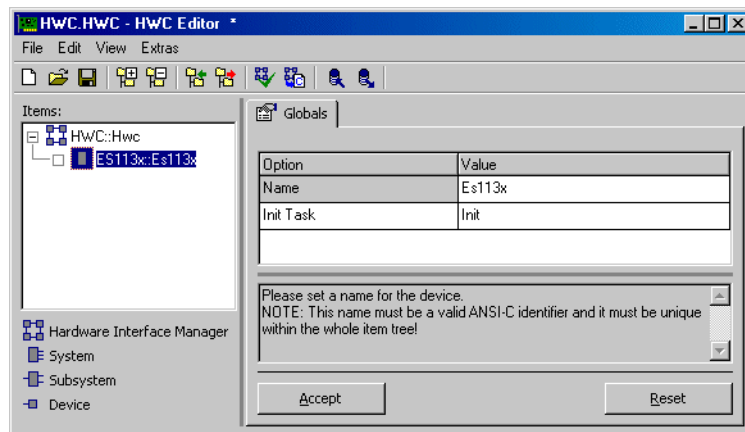 HWC.HWC - HWC Editor *
File Edit View Extras
Items:
HWC::Hwc
ES113x::Es113x
Hardware Interface Manager
System
Subsystem
Device
Globals
Option Value
Name Es113x
Init Task Init
Please set a name for the device.
NOTE: This name must be a valid ANSI-C identifier and it must be unique
within the whole item tree!
Accept Reset